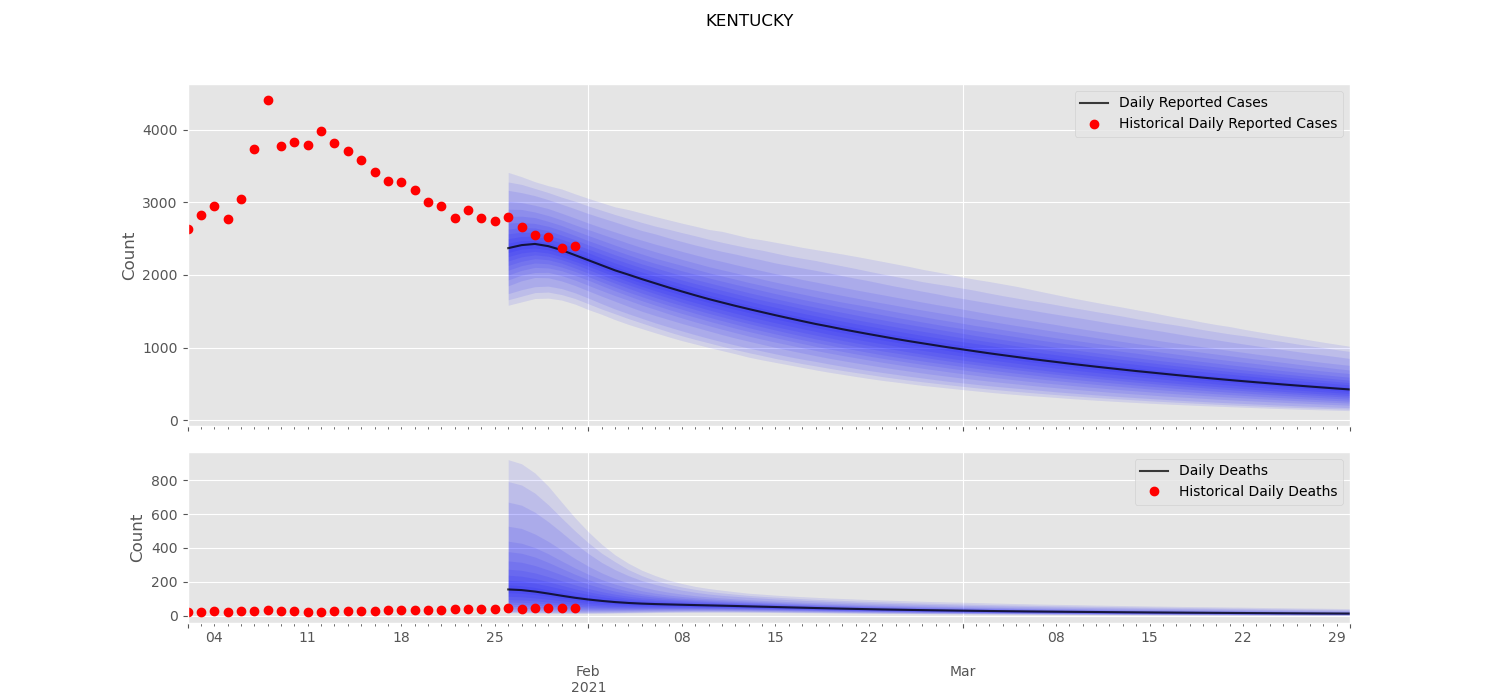 KENTUCKY
Daily Reported Cases
Historical Daily Reported Cases
4000
3000
2000
1000
0
Count
Daily Deaths
Historical Daily Deaths
800
600
400
200
0
Count
04 11 18 25 08 15 22 08 15 22 29
Feb Mar
2021